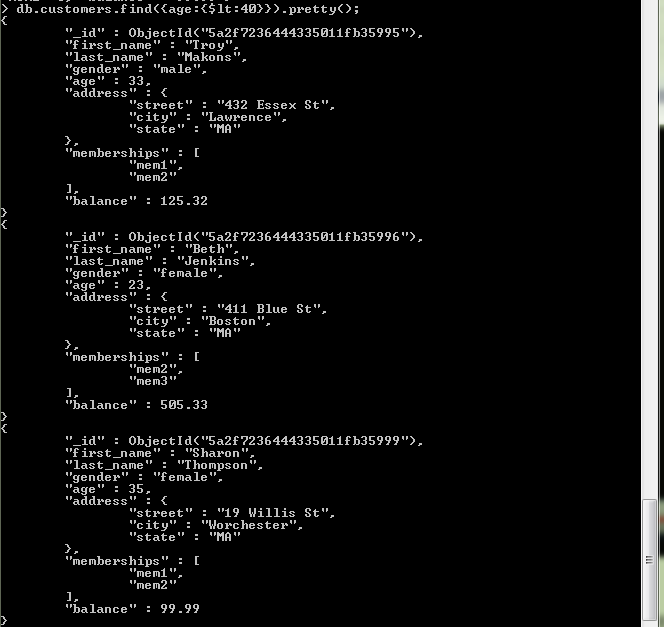 > db.customers.find({age:{$lt:40}}).pretty();
{
"_id" : ObjectId("5a2f7236444335011fb35995"),
"first_name" : "Troy",
"last_name" : "Makons",
"gender" : "male",
"age" : 33,
"address" : {
"street" : "432 Essex St",
"city" : "Lawrence",
"state" : "MA"
},
"memberships" : [
"mem1",
"mem2"
],
"balance" : 125.32
}
{
"_id" : ObjectId("5a2f7236444335011fb35996"),
"first_name" : "Beth",
"last_name" : "Jenkins",
"gender" : "female",
"age" : 23,
"address" : {
"street" : "411 Blue St",
"city" : "Boston",
"state" : "MA"
},
"memberships" : [
"mem2",
"mem3"
],
"balance" : 505.33
}
{
"_id" : ObjectId("5a2f7236444335011fb35999"),
"first_name" : "Sharon",
"last_name" : "Thompson",
"gender" : "female",
"age" : 35,
"address" : {
"street" : "19 Willis St",
"city" : "Worchester",
"state" : "MA"
},
"memberships" : [
"mem1",
"mem2"
],
"balance" : 99.99
}